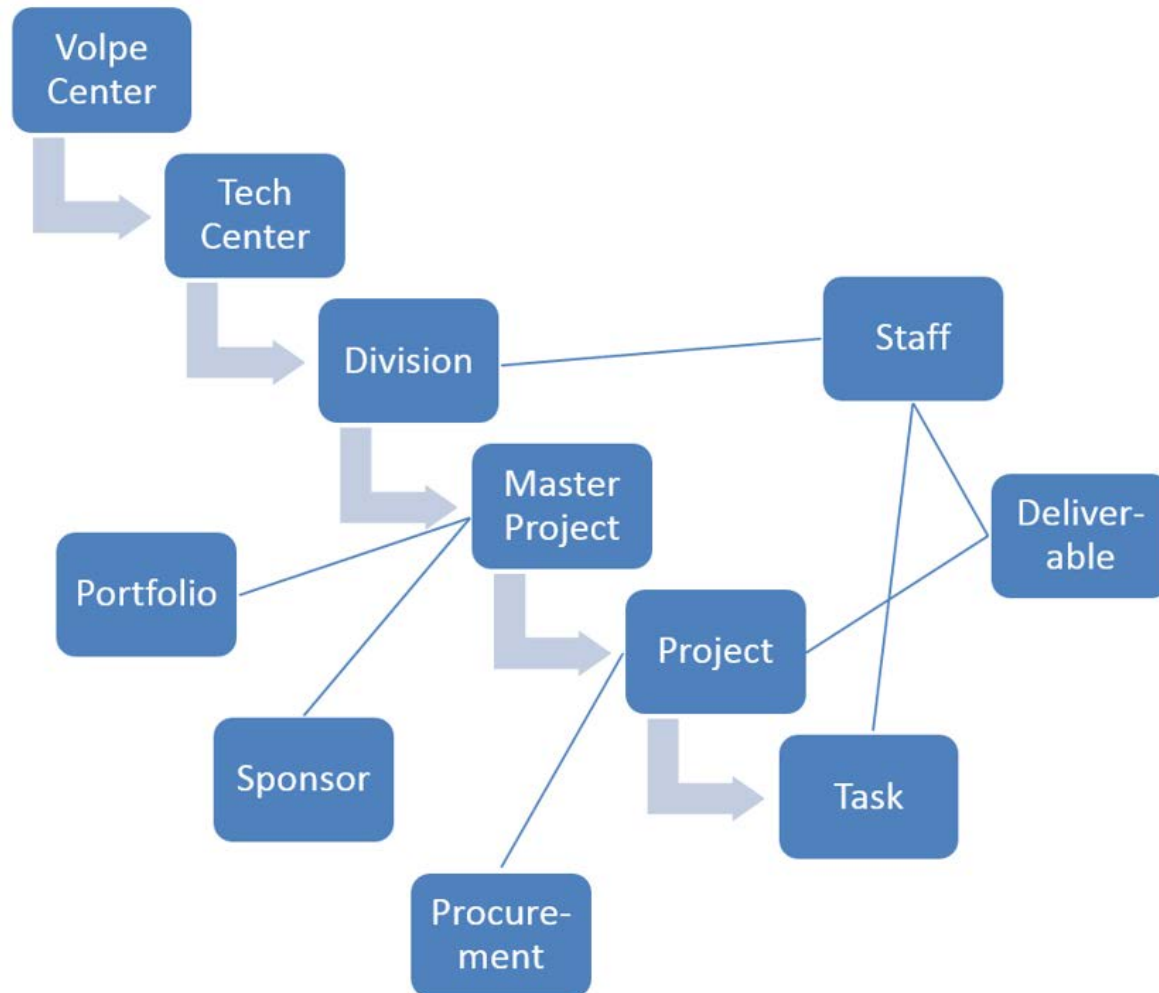 Volpe
Center
Tech
Center
Division
Staff
Master
Project
Deliver-
able
Portfolio
Project
Sponsor
Task
Procure-
ment